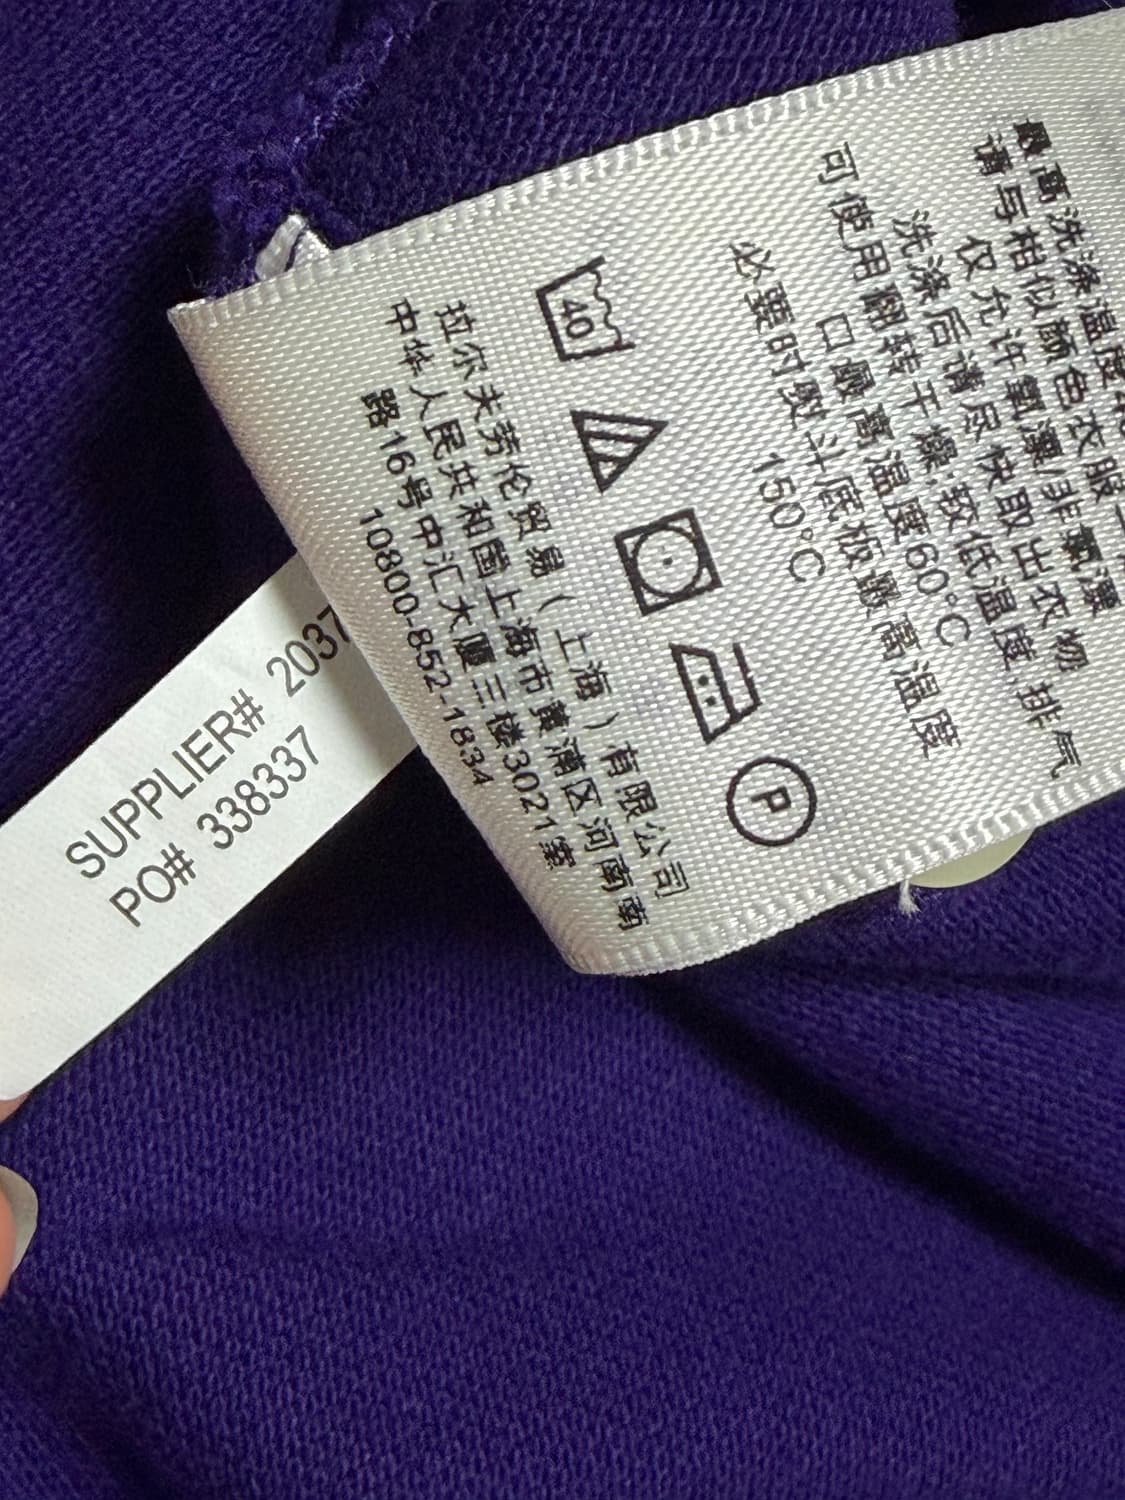 最高洗涤温度
请与相似颜色衣服一
仅允许氧漂/非氯漂
洗涤后请尽快取出衣物
可使用翻转干燥:较低温度,排气
口最高温度60°C
必要时熨斗底板最高温度
150°C
40 P
拉尔夫劳伦贸易(上海)有限公司
中华人民共和国上海市黄浦区河南南
路16号中汇大厦三楼3021室
10800-852-1834
SUPPLIER# 2037
PO# 338337